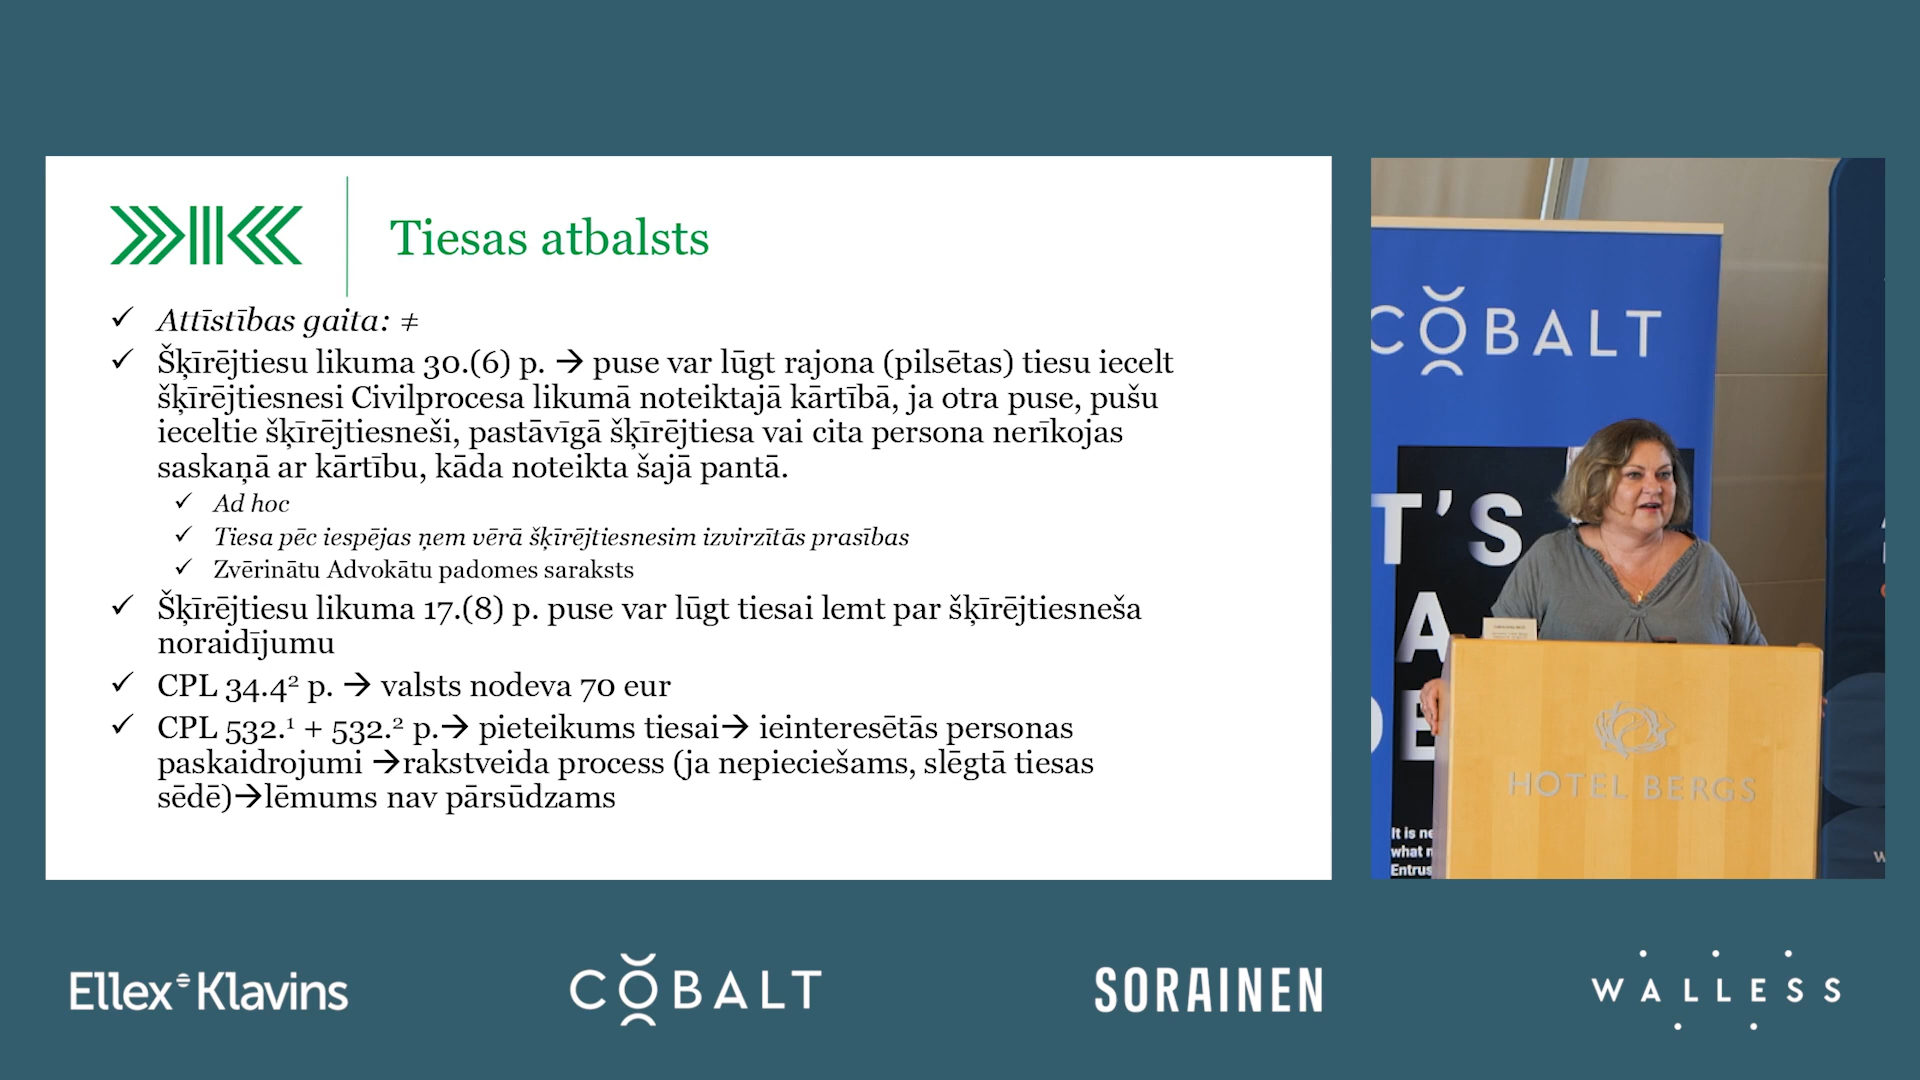 Tiesas atbalsts
✓ Attīstības gaita: ≠
✓ Šķīrējtiesu likuma 30.(6) p. → puse var lūgt rajona (pilsētas) tiesu iecelt
šķīrējtiesnesi Civilprocesa likumā noteiktajā kārtībā, ja otra puse, pušu
ieceltie šķīrējtiesneši, pastāvīgā šķīrējtiesa vai cita persona nerīkojas
saskaņā ar kārtību, kāda noteikta šajā pantā.
✓ Ad hoc
✓ Tiesa pēc iespējas ņem vērā šķīrējtiesnesim izvirzītās prasības
✓ Zvērinātu Advokātu padomes saraksts
✓ Šķīrējtiesu likuma 17.(8) p. puse var lūgt tiesai lemt par šķīrējtiesneša
noraidījumu
✓ CPL 34.4² p. → valsts nodeva 70 eur
✓ CPL 532.¹ + 532.² p.→ pieteikums tiesai→ ieinteresētās personas
paskaidrojumi →rakstveida process (ja nepieciešams, slēgtā tiesas
sēdē)→lēmums nav pārsūdzams
COBALT
T'S
A
DE
It is ne
what n
Entrus
HOTEL BERGS
W
Ellex Klavins
COBALT
SORAINEN
WALLESS